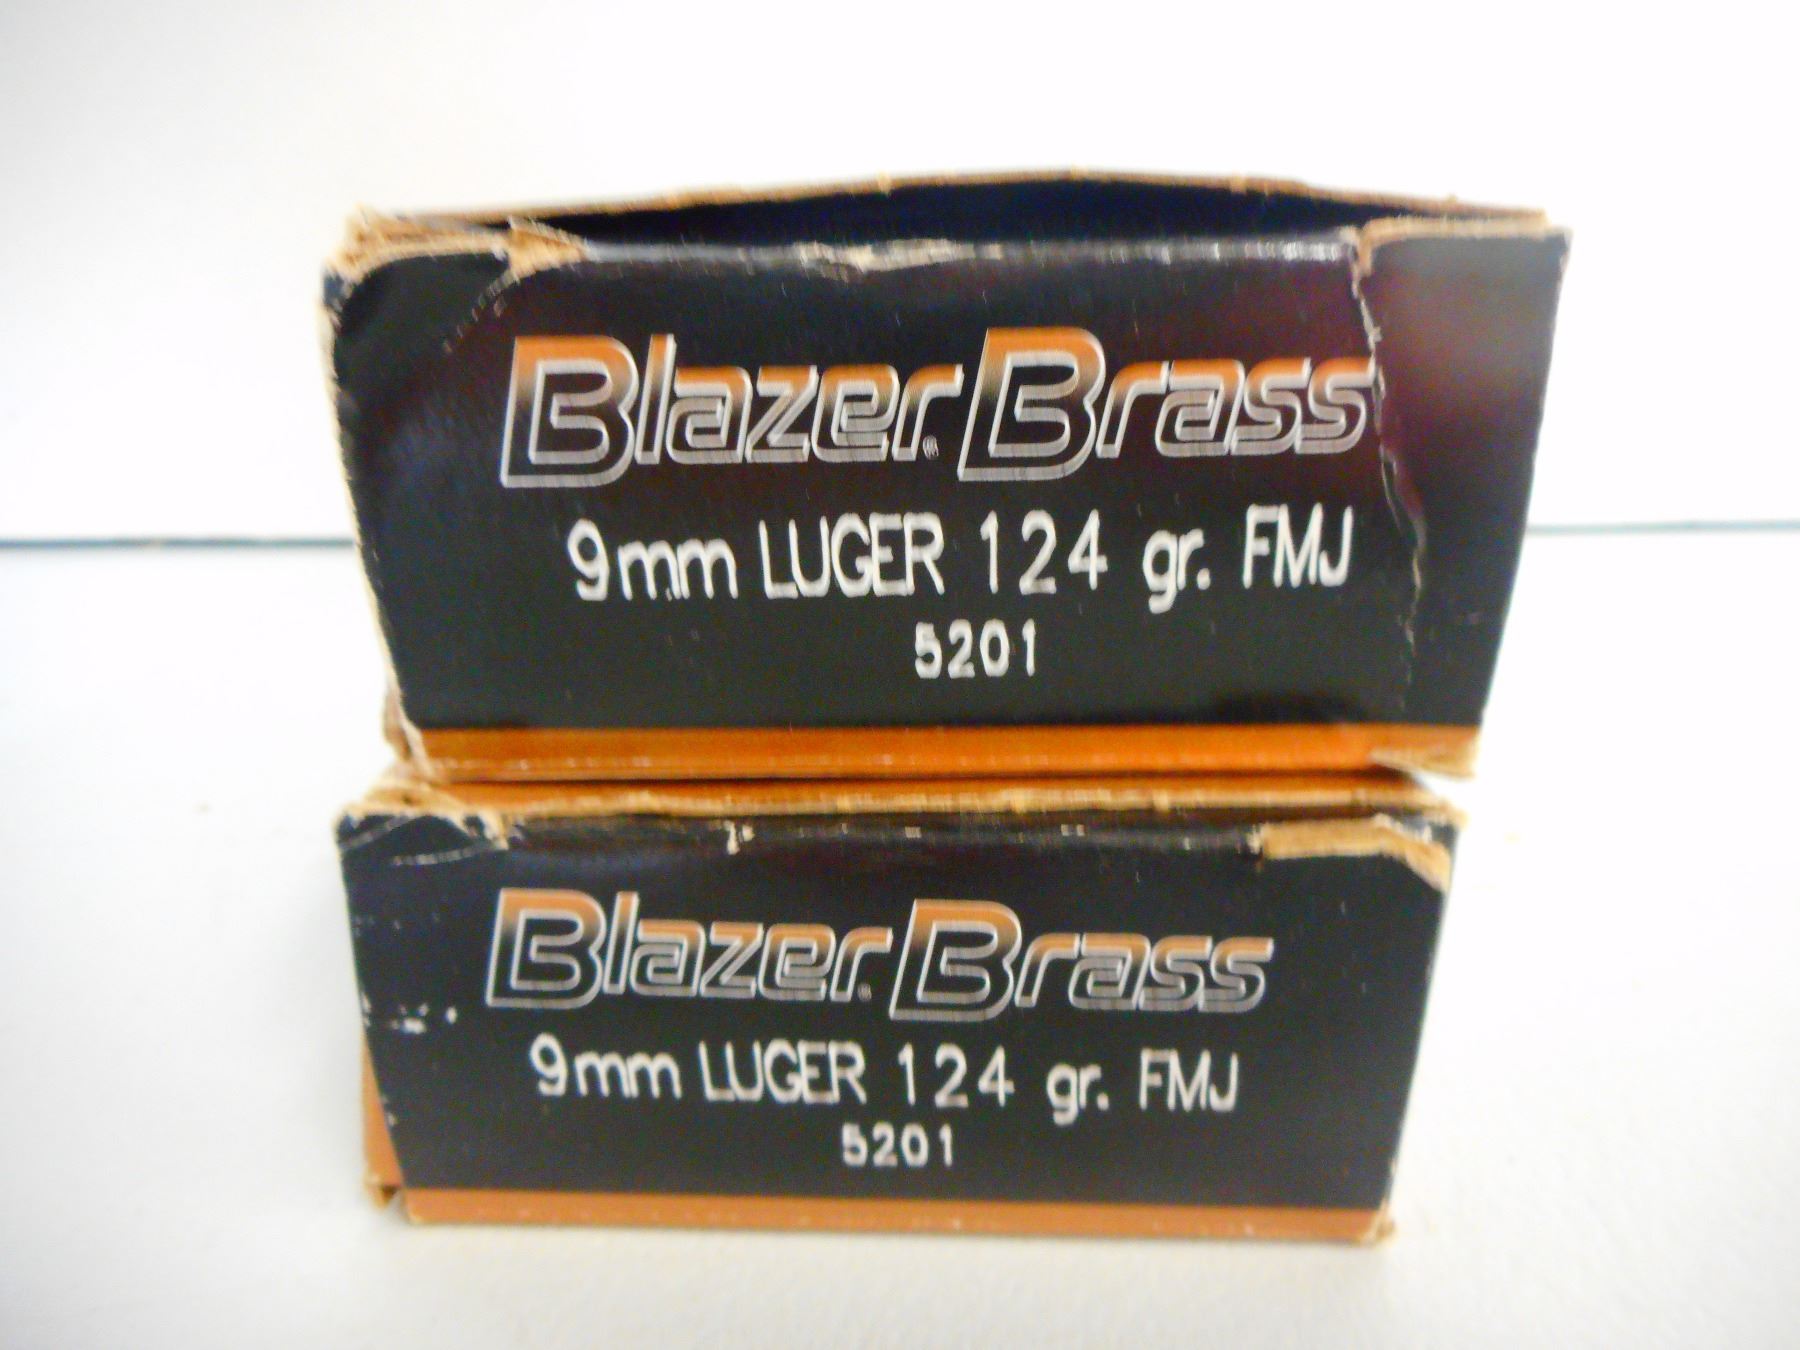 Blazer® Brass
9mm LUGER 124 gr. FMJ
5201
Blazer® Brass
9mm LUGER 124 gr. FMJ
5201